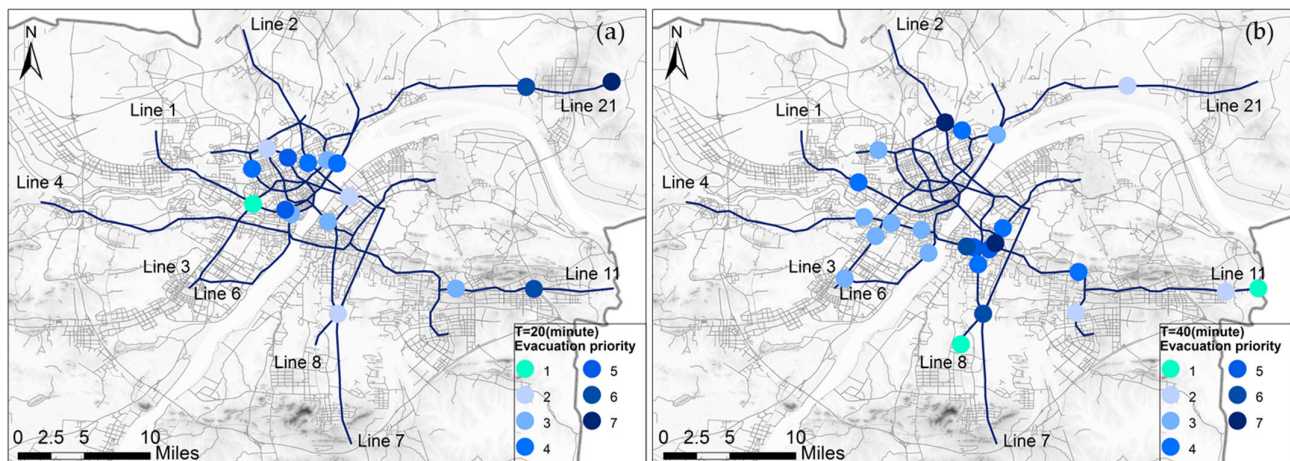 (a)
N
Line 2
Line 1
Line 21
Line 4
Line 3
Line 6
Line 11
Line 8
Line 7
T=20(minute)
Evacuation priority
1 5
2 6
3 7
4
0 2.5 5 10
Miles
(b)
N
Line 2
Line 1
Line 21
Line 4
Line 3
Line 6
Line 11
Line 8
Line 7
T=40(minute)
Evacuation priority
1 5
2 6
3 7
4
0 2.5 5 10
Miles